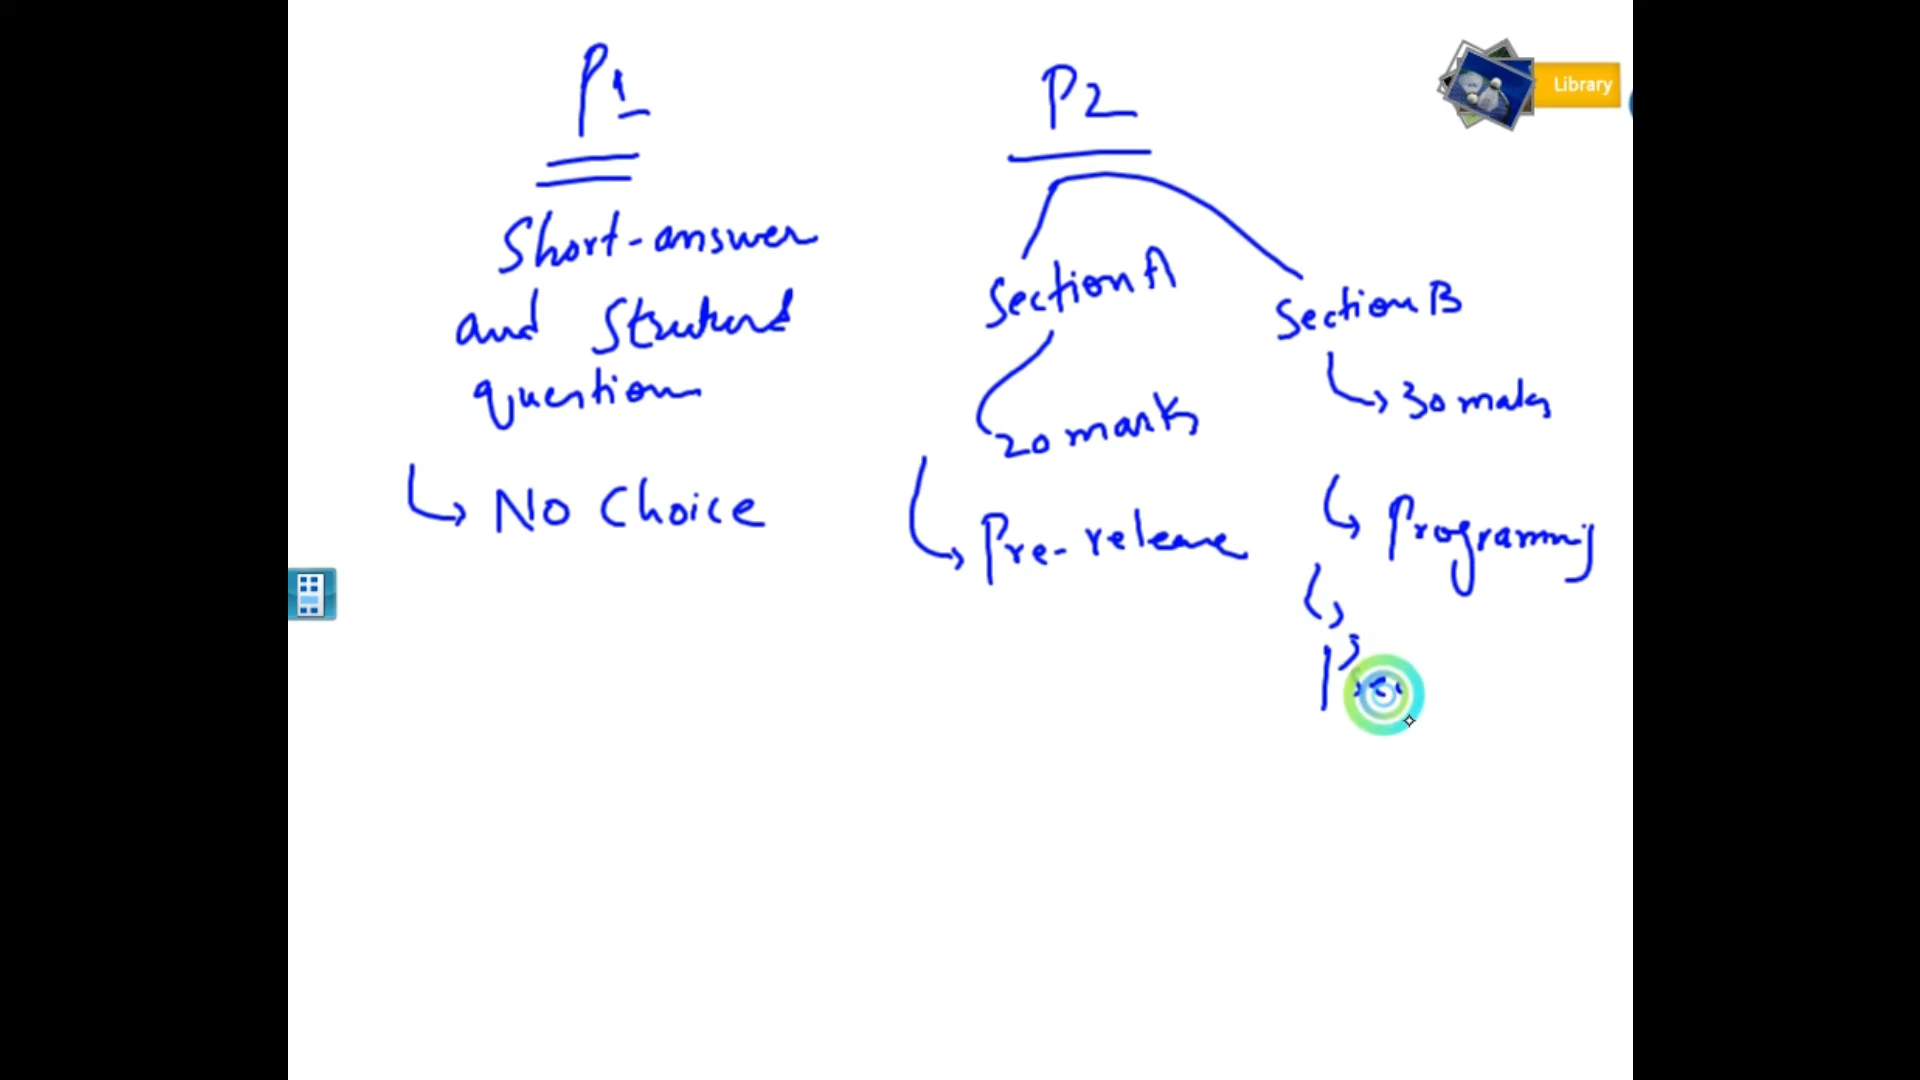 P1
Short-answer
and Structured
question
No Choice
P2
Section A
20 marks
Pre-release
Section B
30 marks
Programming
Library